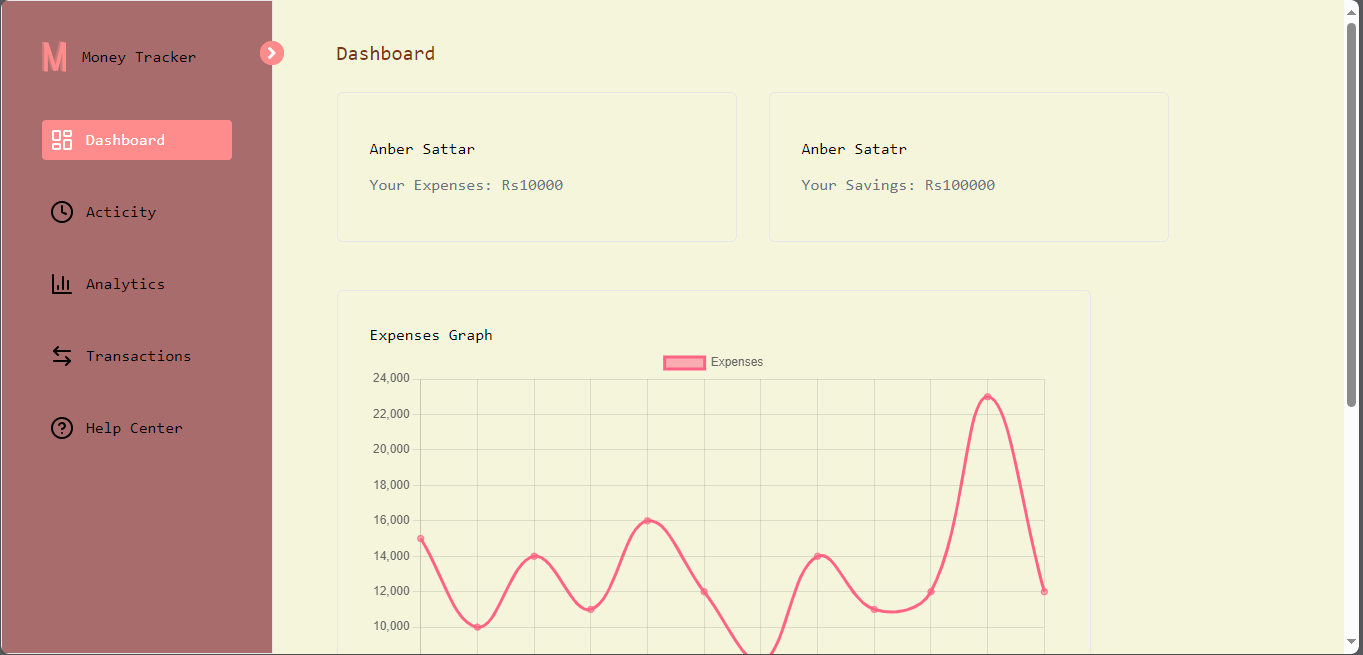 M Money Tracker
Dashboard
Acticity
Analytics
Transactions
Help Center
Dashboard
Anber Sattar
Your Expenses: Rs10000
Anber Satatr
Your Savings: Rs100000
Expenses Graph
Expenses
24,000
22,000
20,000
18,000
16,000
14,000
12,000
10,000